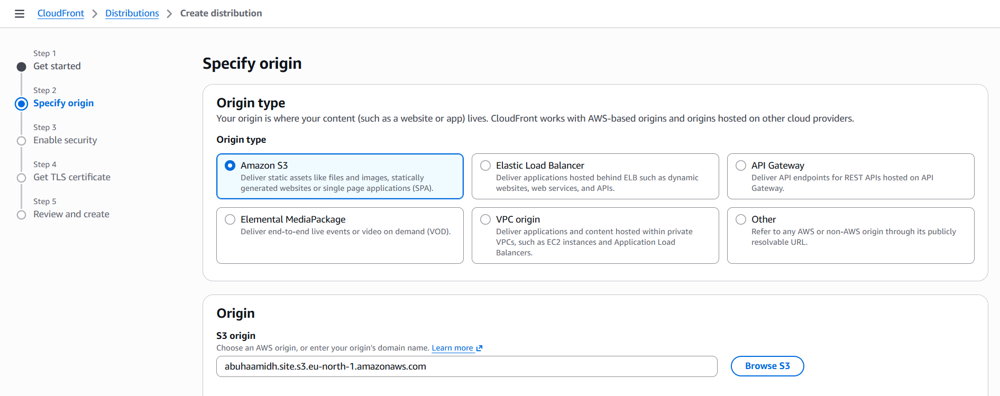 CloudFront > Distributions > Create distribution
Step 1
Get started
Step 2
Specify origin
Step 3
Enable security
Step 4
Get TLS certificate
Step 5
Review and create
Specify origin
Origin type
Your origin is where your content (such as a website or app) lives. CloudFront works with AWS-based origins and origins hosted on other cloud providers.
Origin type
Amazon S3
Deliver static assets like files and images, statically
generated websites or single page applications (SPA).
Elastic Load Balancer
Deliver applications hosted behind ELB such as dynamic
websites, web services, and APIs.
API Gateway
Deliver API endpoints for REST APIs hosted on API
Gateway.
Elemental MediaPackage
Deliver end-to-end live events or video on demand (VOD).
VPC origin
Deliver applications and content hosted within private
VPCs, such as EC2 instances and Application Load
Balancers.
Other
Refer to any AWS or non-AWS origin through its publicly
resolvable URL.
Origin
S3 origin
Choose an AWS origin, or enter your origin's domain name. Learn more
abuhaamidh.site.s3.eu-north-1.amazonaws.com
Browse S3